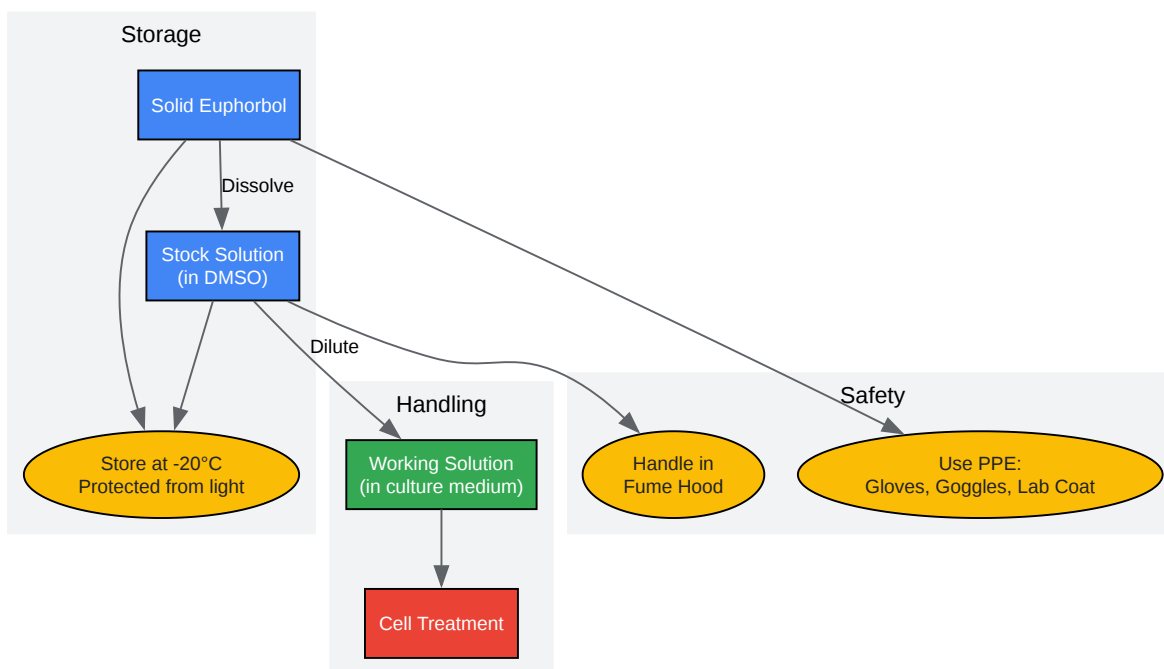 Storage
Solid Euphorbol
Dissolve
Stock Solution
(in DMSO)
Dilute
Store at -20°C
Protected from light
Handling
Working Solution
(in culture medium)
Cell Treatment
Safety
Handle in
Fume Hood
Use PPE:
Gloves, Goggles, Lab Coat